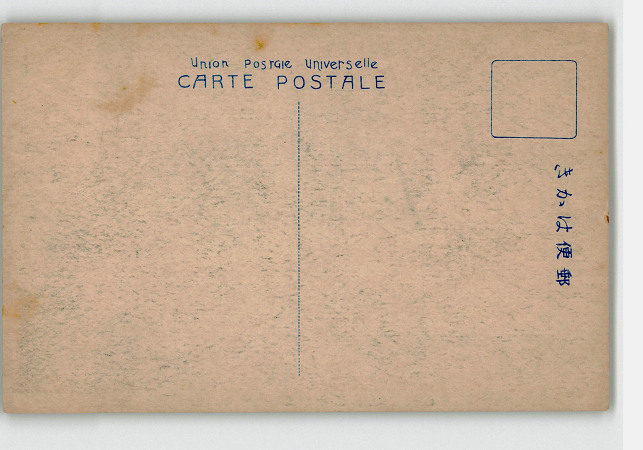 Union Postale Universelle
CARTE POSTALE
きかは便郵